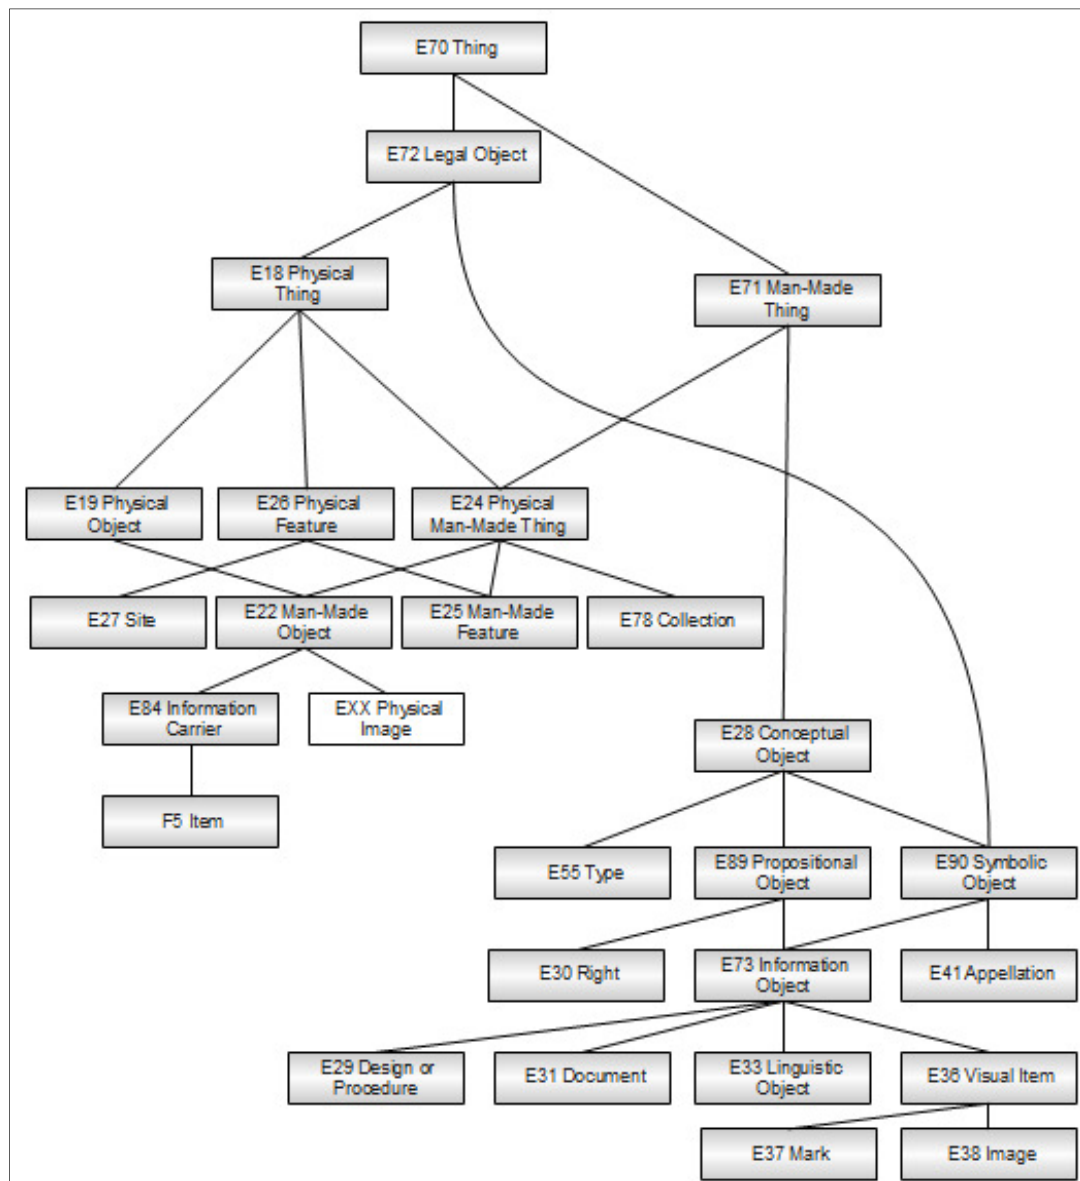 E70 Thing
E72 Legal Object
E18 Physical
Thing
E71 Man-Made
Thing
E19 Physical
Object
E26 Physical
Feature
E24 Physical
Man-Made Thing
E27 Site
E22 Man-Made
Object
E25 Man-Made
Feature
E78 Collection
E84 Information
Carrier
EXX Physical
Image
E28 Conceptual
Object
F5 Item
E55 Type
E89 Propositional
Object
E90 Symbolic
Object
E30 Right
E73 Information
Object
E41 Appellation
E29 Design or
Procedure
E31 Document
E33 Linguistic
Object
E36 Visual Item
E37 Mark
E38 Image